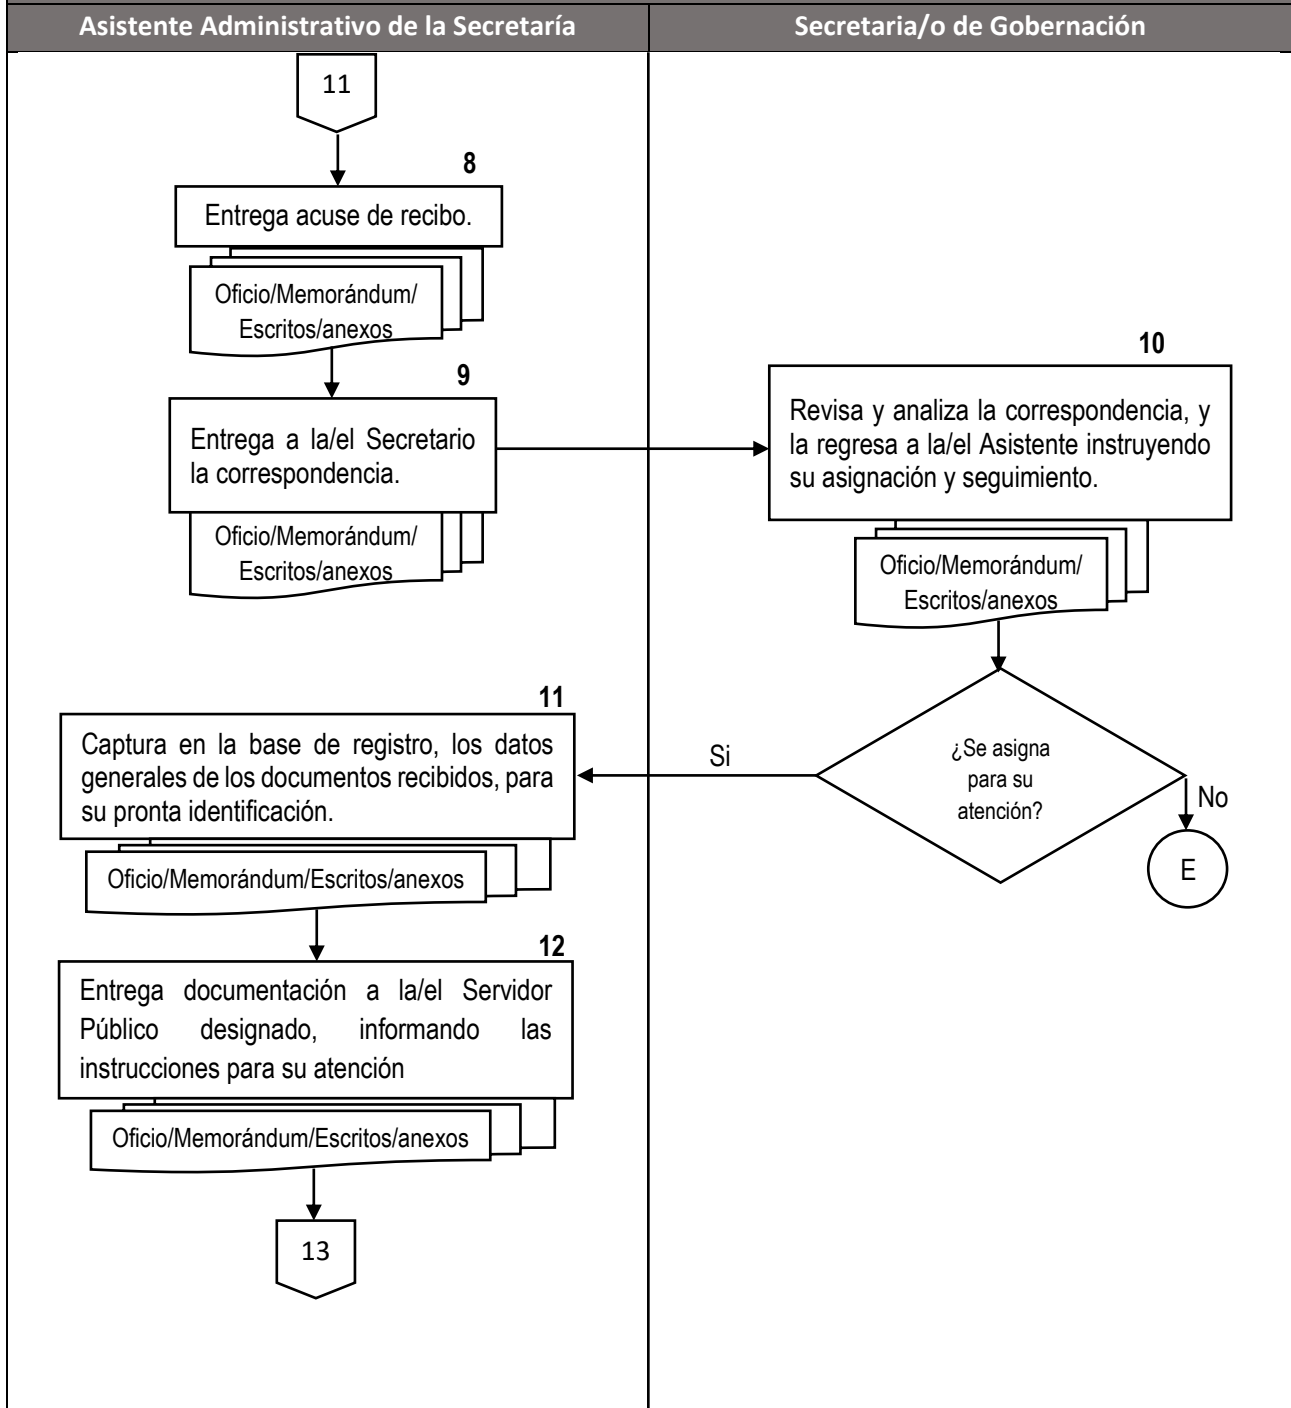 Asistente Administrativo de la Secretaría
Secretaria/o de Gobernación
11
8
Entrega acuse de recibo.
Oficio/Memorándum/
Escritos/anexos
9
Entrega a la/el Secretario
la correspondencia.
Oficio/Memorándum/
Escritos/anexos
10
Revisa y analiza la correspondencia, y
la regresa a la/el Asistente instruyendo
su asignación y seguimiento.
Oficio/Memorándum/
Escritos/anexos
¿Se asigna
para su
atención?
Si
No
E
11
Captura en la base de registro, los datos
generales de los documentos recibidos, para
su pronta identificación.
Oficio/Memorándum/Escritos/anexos
12
Entrega documentación a la/el Servidor
Público designado, informando las
instrucciones para su atención
Oficio/Memorándum/Escritos/anexos
13